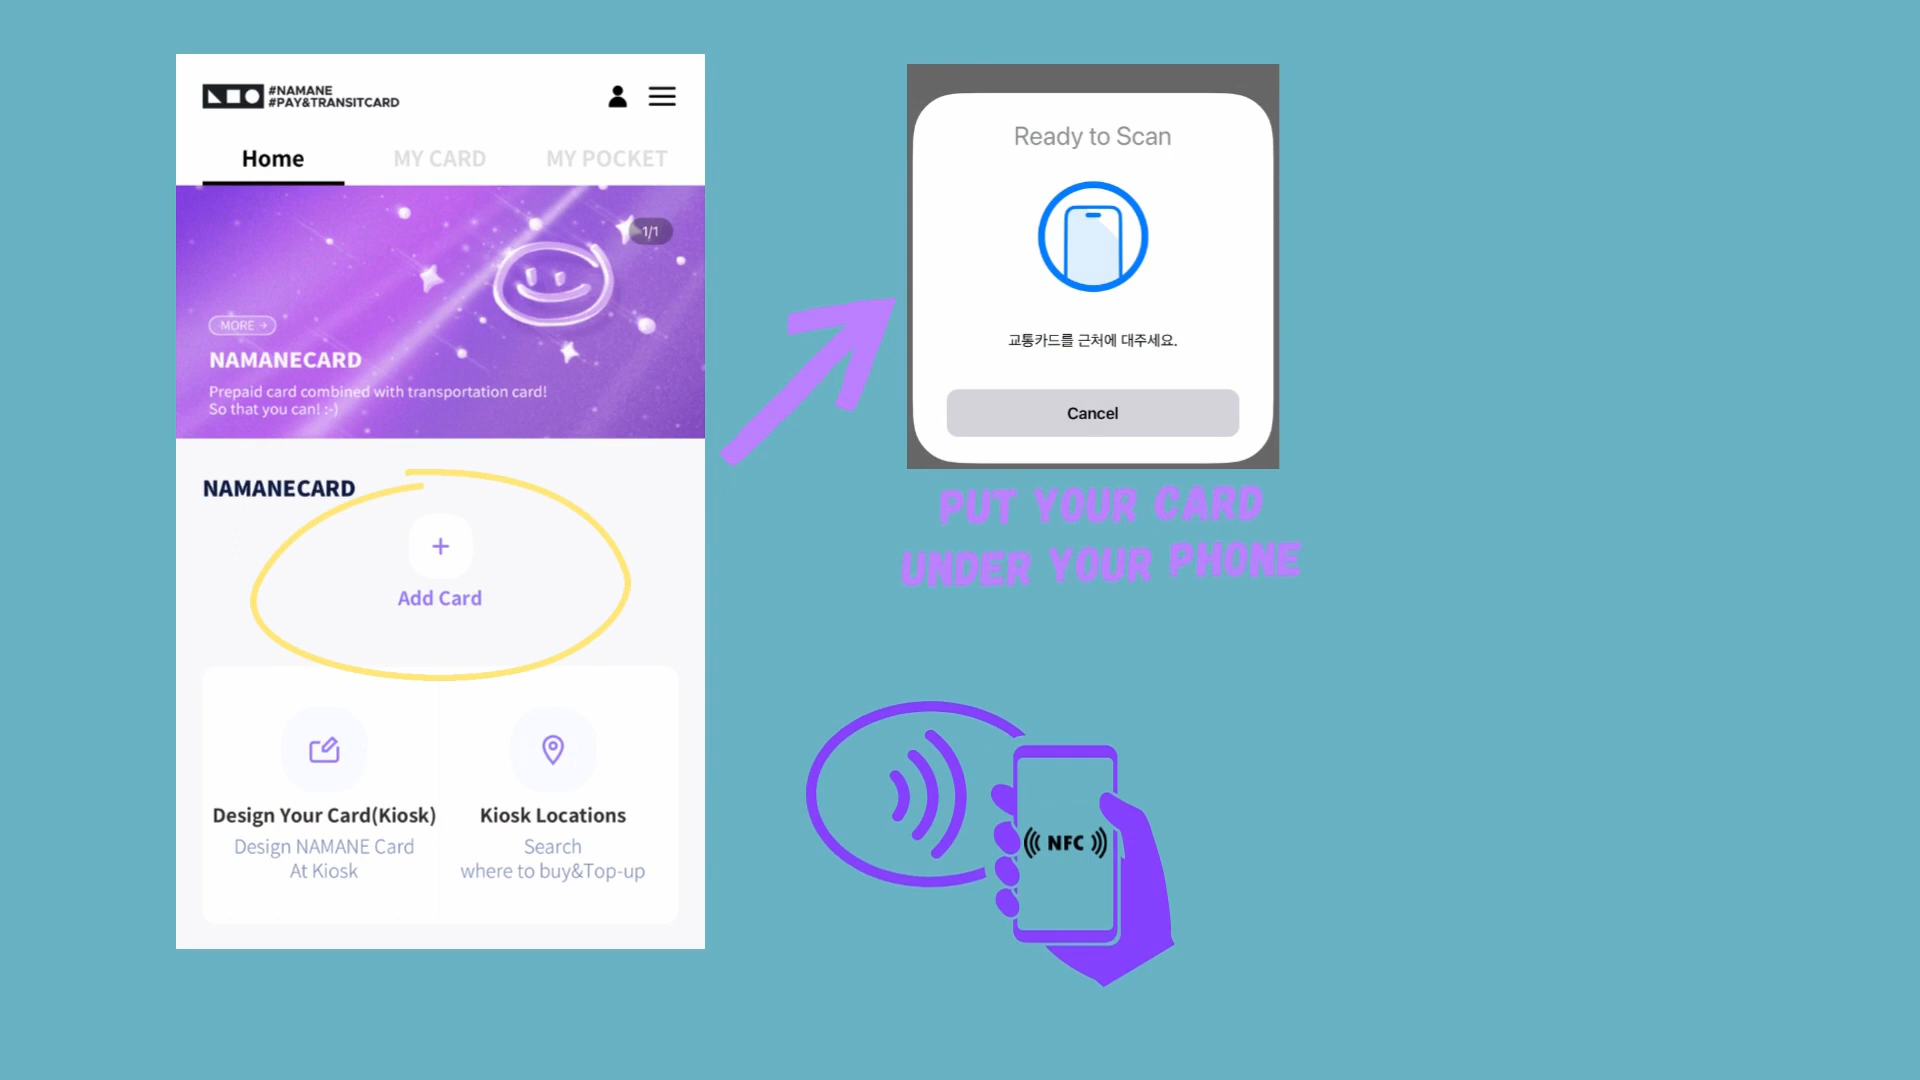 #NAMANE
#PAY&TRANSITCARD
Home
MY CARD
MY POCKET
1/1
MORE →
NAMANECARD
Prepaid card combined with transportation card!
So that you can! :-)
NAMANECARD
+
Add Card
Design Your Card(Kiosk)
Design NAMANE Card
At Kiosk
Kiosk Locations
Search
where to buy&Top-up
Ready to Scan
교통카드를 근처에 대주세요.
Cancel
PUT YOUR CARD
UNDER YOUR PHONE
NFC